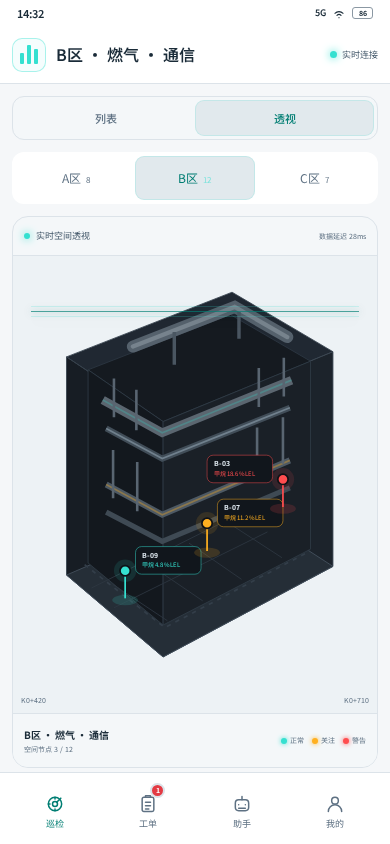 14:32
5G
86
B区 • 燃气 • 通信
实时连接
列表
透视
A区 8
B区 12
C区 7
实时空间透视
数据延迟 28ms
B-03
甲烷 18.6%LEL
B-07
甲烷 11.2%LEL
B-09
甲烷 4.8%LEL
K0+420
K0+710
B区 • 燃气 • 通信
空间节点 3 / 12
正常
关注
警告
1
巡检
工单
助手
我的